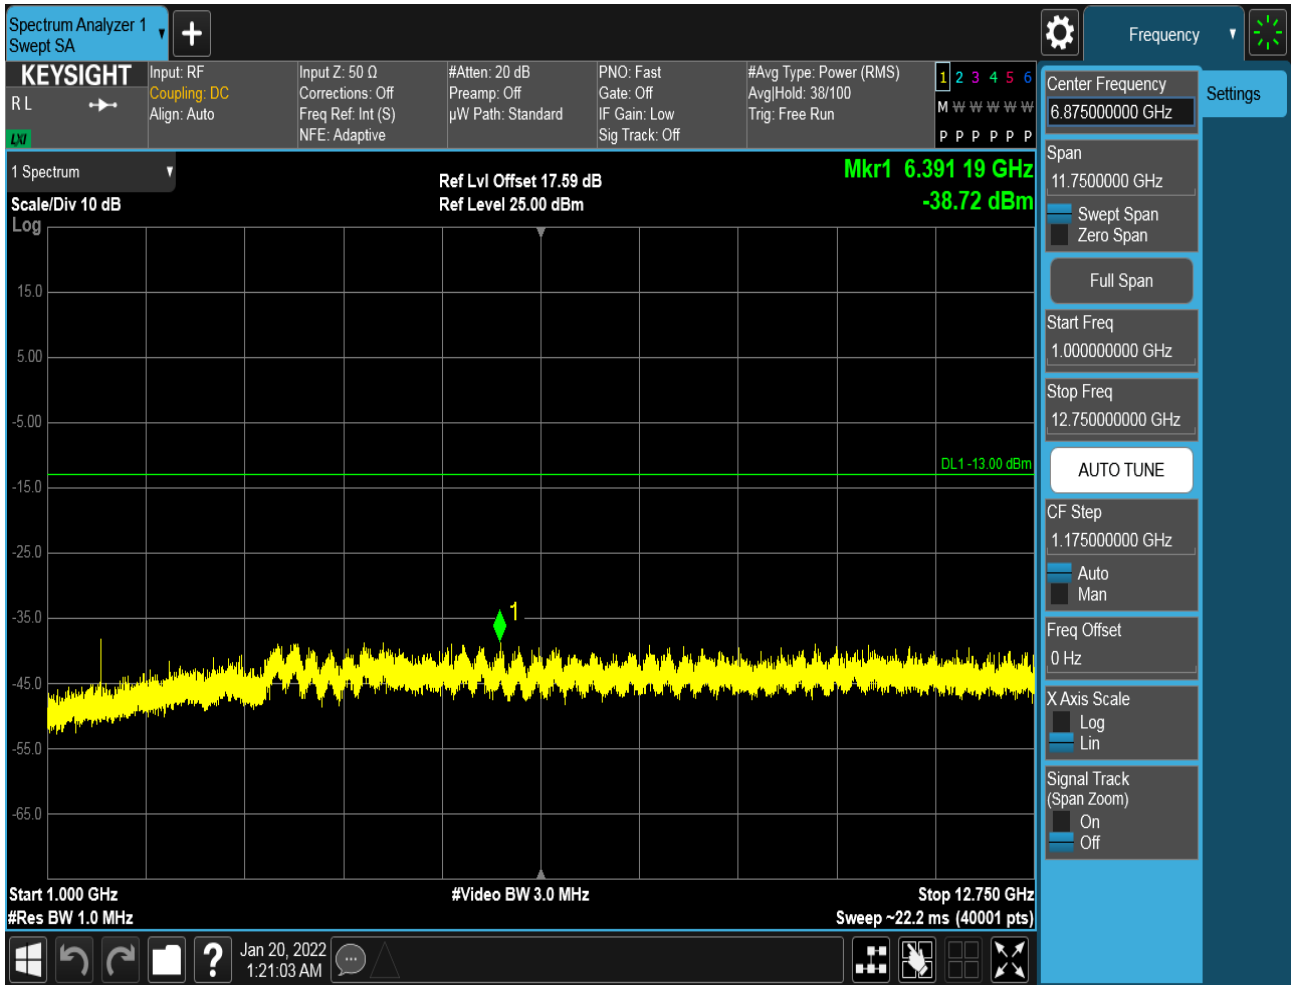 Spectrum Analyzer 1
Swept SA
Frequency
KEYSIGHT
R L
LXI
Input: RF
Coupling: DC
Align: Auto
Input Z: 50 Ω
Corrections: Off
Freq Ref: Int (S)
NFE: Adaptive
#Atten: 20 dB
Preamp: Off
µW Path: Standard
PNO: Fast
Gate: Off
IF Gain: Low
Sig Track: Off
#Avg Type: Power (RMS)
Avg|Hold: 38/100
Trig: Free Run
1 2 3 4 5 6
M W W W W W
P P P P P P
1 Spectrum
Scale/Div 10 dB
Log
Ref Lvl Offset 17.59 dB
Ref Level 25.00 dBm
Mkr1 6.391 19 GHz
-38.72 dBm
15.0
5.00
-5.00
DL1 -13.00 dBm
-15.0
-25.0
-35.0
1
-45.0
-55.0
-65.0
Start 1.000 GHz
#Video BW 3.0 MHz
Stop 12.750 GHz
#Res BW 1.0 MHz
Sweep ~22.2 ms (40001 pts)
?
Jan 20, 2022
1:21:03 AM
Center Frequency
6.875000000 GHz
Settings
Span
11.7500000 GHz
Swept Span
Zero Span
Full Span
Start Freq
1.000000000 GHz
Stop Freq
12.750000000 GHz
AUTO TUNE
CF Step
1.175000000 GHz
Auto
Man
Freq Offset
0 Hz
X Axis Scale
Log
Lin
Signal Track
(Span Zoom)
On
Off